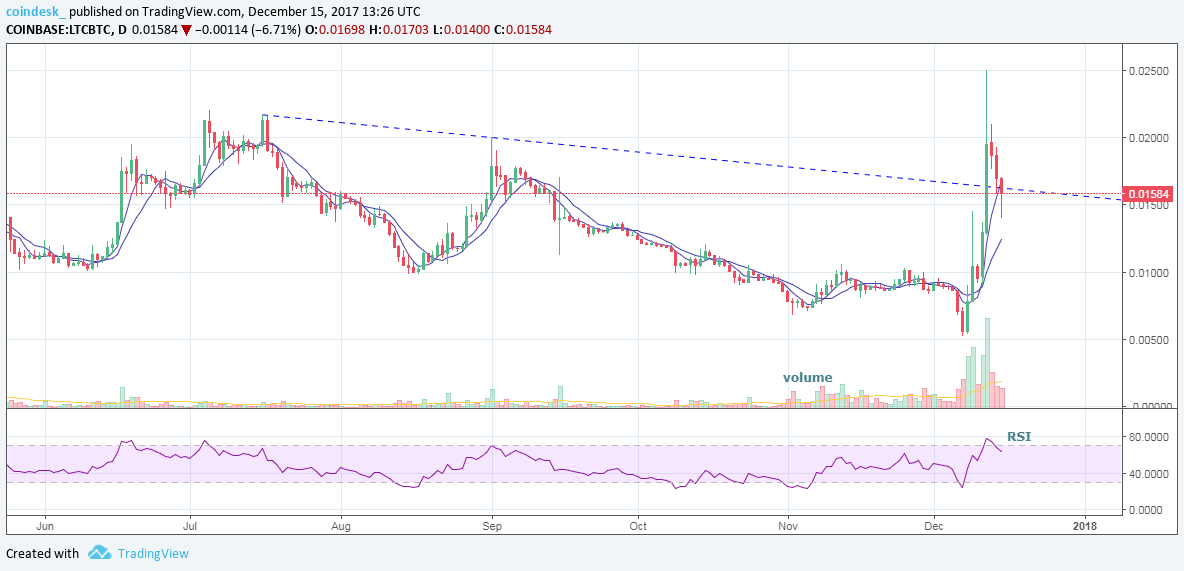 coindesk_ published on TradingView.com, December 15, 2017 13:26 UTC
COINBASE:LTCBTC, D 0.01584 ▼ −0.00114 (−6.71%) O:0.01698 H:0.01703 L:0.01400 C:0.01584
0.02500
0.02000
0.01584
0.01500
0.01000
0.00500
volume
0.00000
RSI
80.0000
40.0000
0.0000
Jun Jul Aug Sep Oct Nov Dec 2018
Created with TradingView